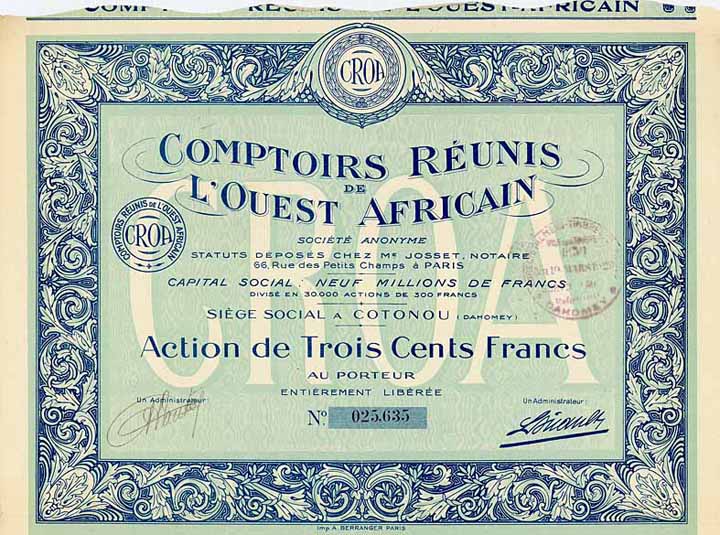 COMPTOIRS RÉUNIS DE L'OUEST-AFRICAIN
CROA
COMPTOIRS RÉUNIS
DE
L'OUEST AFRICAIN
COMPTOIRS RÉUNIS DE L'OUEST AFRICAIN
CROA
SOCIÉTÉ ANONYME
STATUTS DÉPOSÉS CHEZ Me JOSSET, NOTAIRE
66, Rue des Petits Champs à PARIS
CAPITAL SOCIAL: NEUF MILLIONS DE FRANCS
DIVISÉ EN 30.000 ACTIONS DE 300 FRANCS
DAHOMEY
SIÈGE SOCIAL A COTONOU (DAHOMEY)
CROA
Action de Trois Cents Francs
AU PORTEUR
ENTIÈREMENT LIBÉRÉE
Un Administrateur:
Un Administrateur:
No. 025.635
Imp. A. BERRANGER PARIS